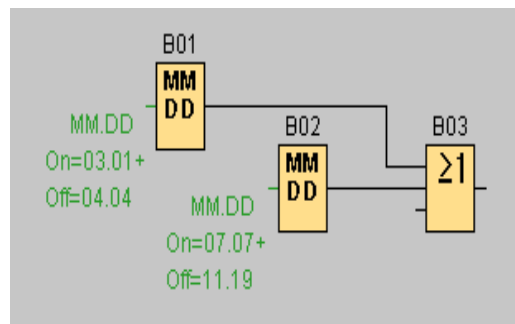 B01
MM
DD
MM.DD
On=03.01+
Off=04.04
B02
MM
DD
MM.DD
On=07.07+
Off=11.19
B03
≥1